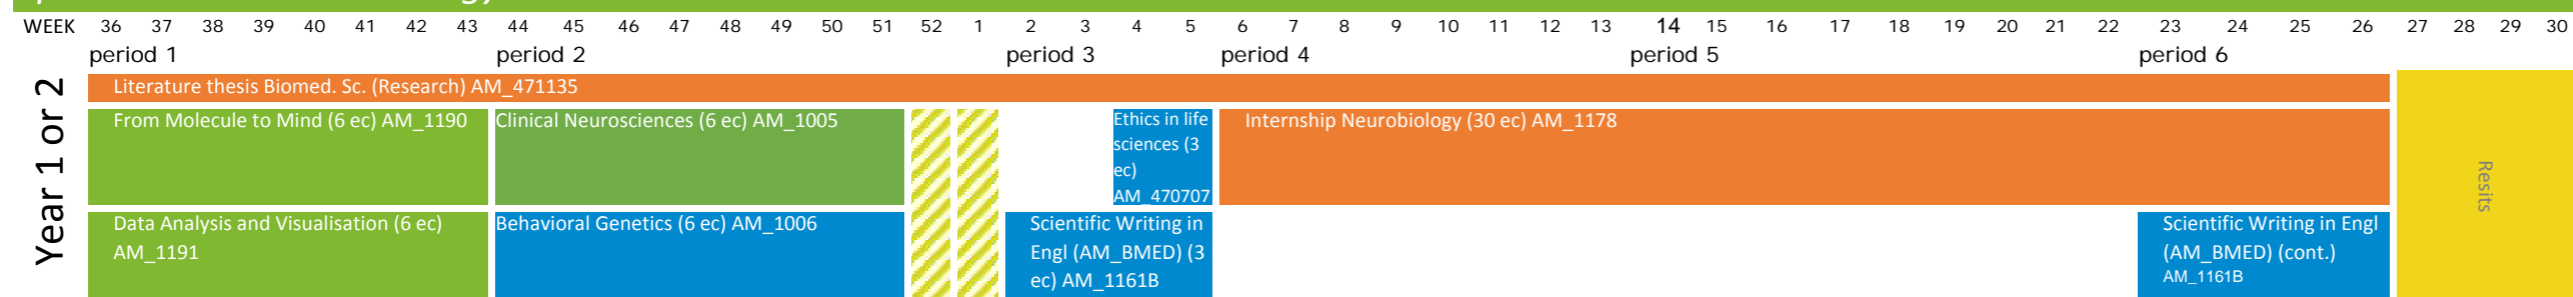 WEEK 36 37 38 39 40 41 42 43 44 45 46 47 48 49 50 51 52 1 2 3 4 5 6 7 8 9 10 11 12 13 14 15 16 17 18 19 20 21 22 23 24 25 26 27 28 29 30
period 1 period 2 period 3 period 4 period 5 period 6
Year 1 or 2
Literature thesis Biomed. Sc. (Research) AM_471135
From Molecule to Mind (6 ec) AM_1190
Clinical Neurosciences (6 ec) AM_1005
Ethics in life
sciences (3
ec)
AM_470707
Internship Neurobiology (30 ec) AM_1178
Data Analysis and Visualisation (6 ec)
AM_1191
Behavioral Genetics (6 ec) AM_1006
Scientific Writing in
Engl (AM_BMED) (3
ec) AM_1161B
Scientific Writing in Engl
(AM_BMED) (cont.)
AM_1161B
Resits